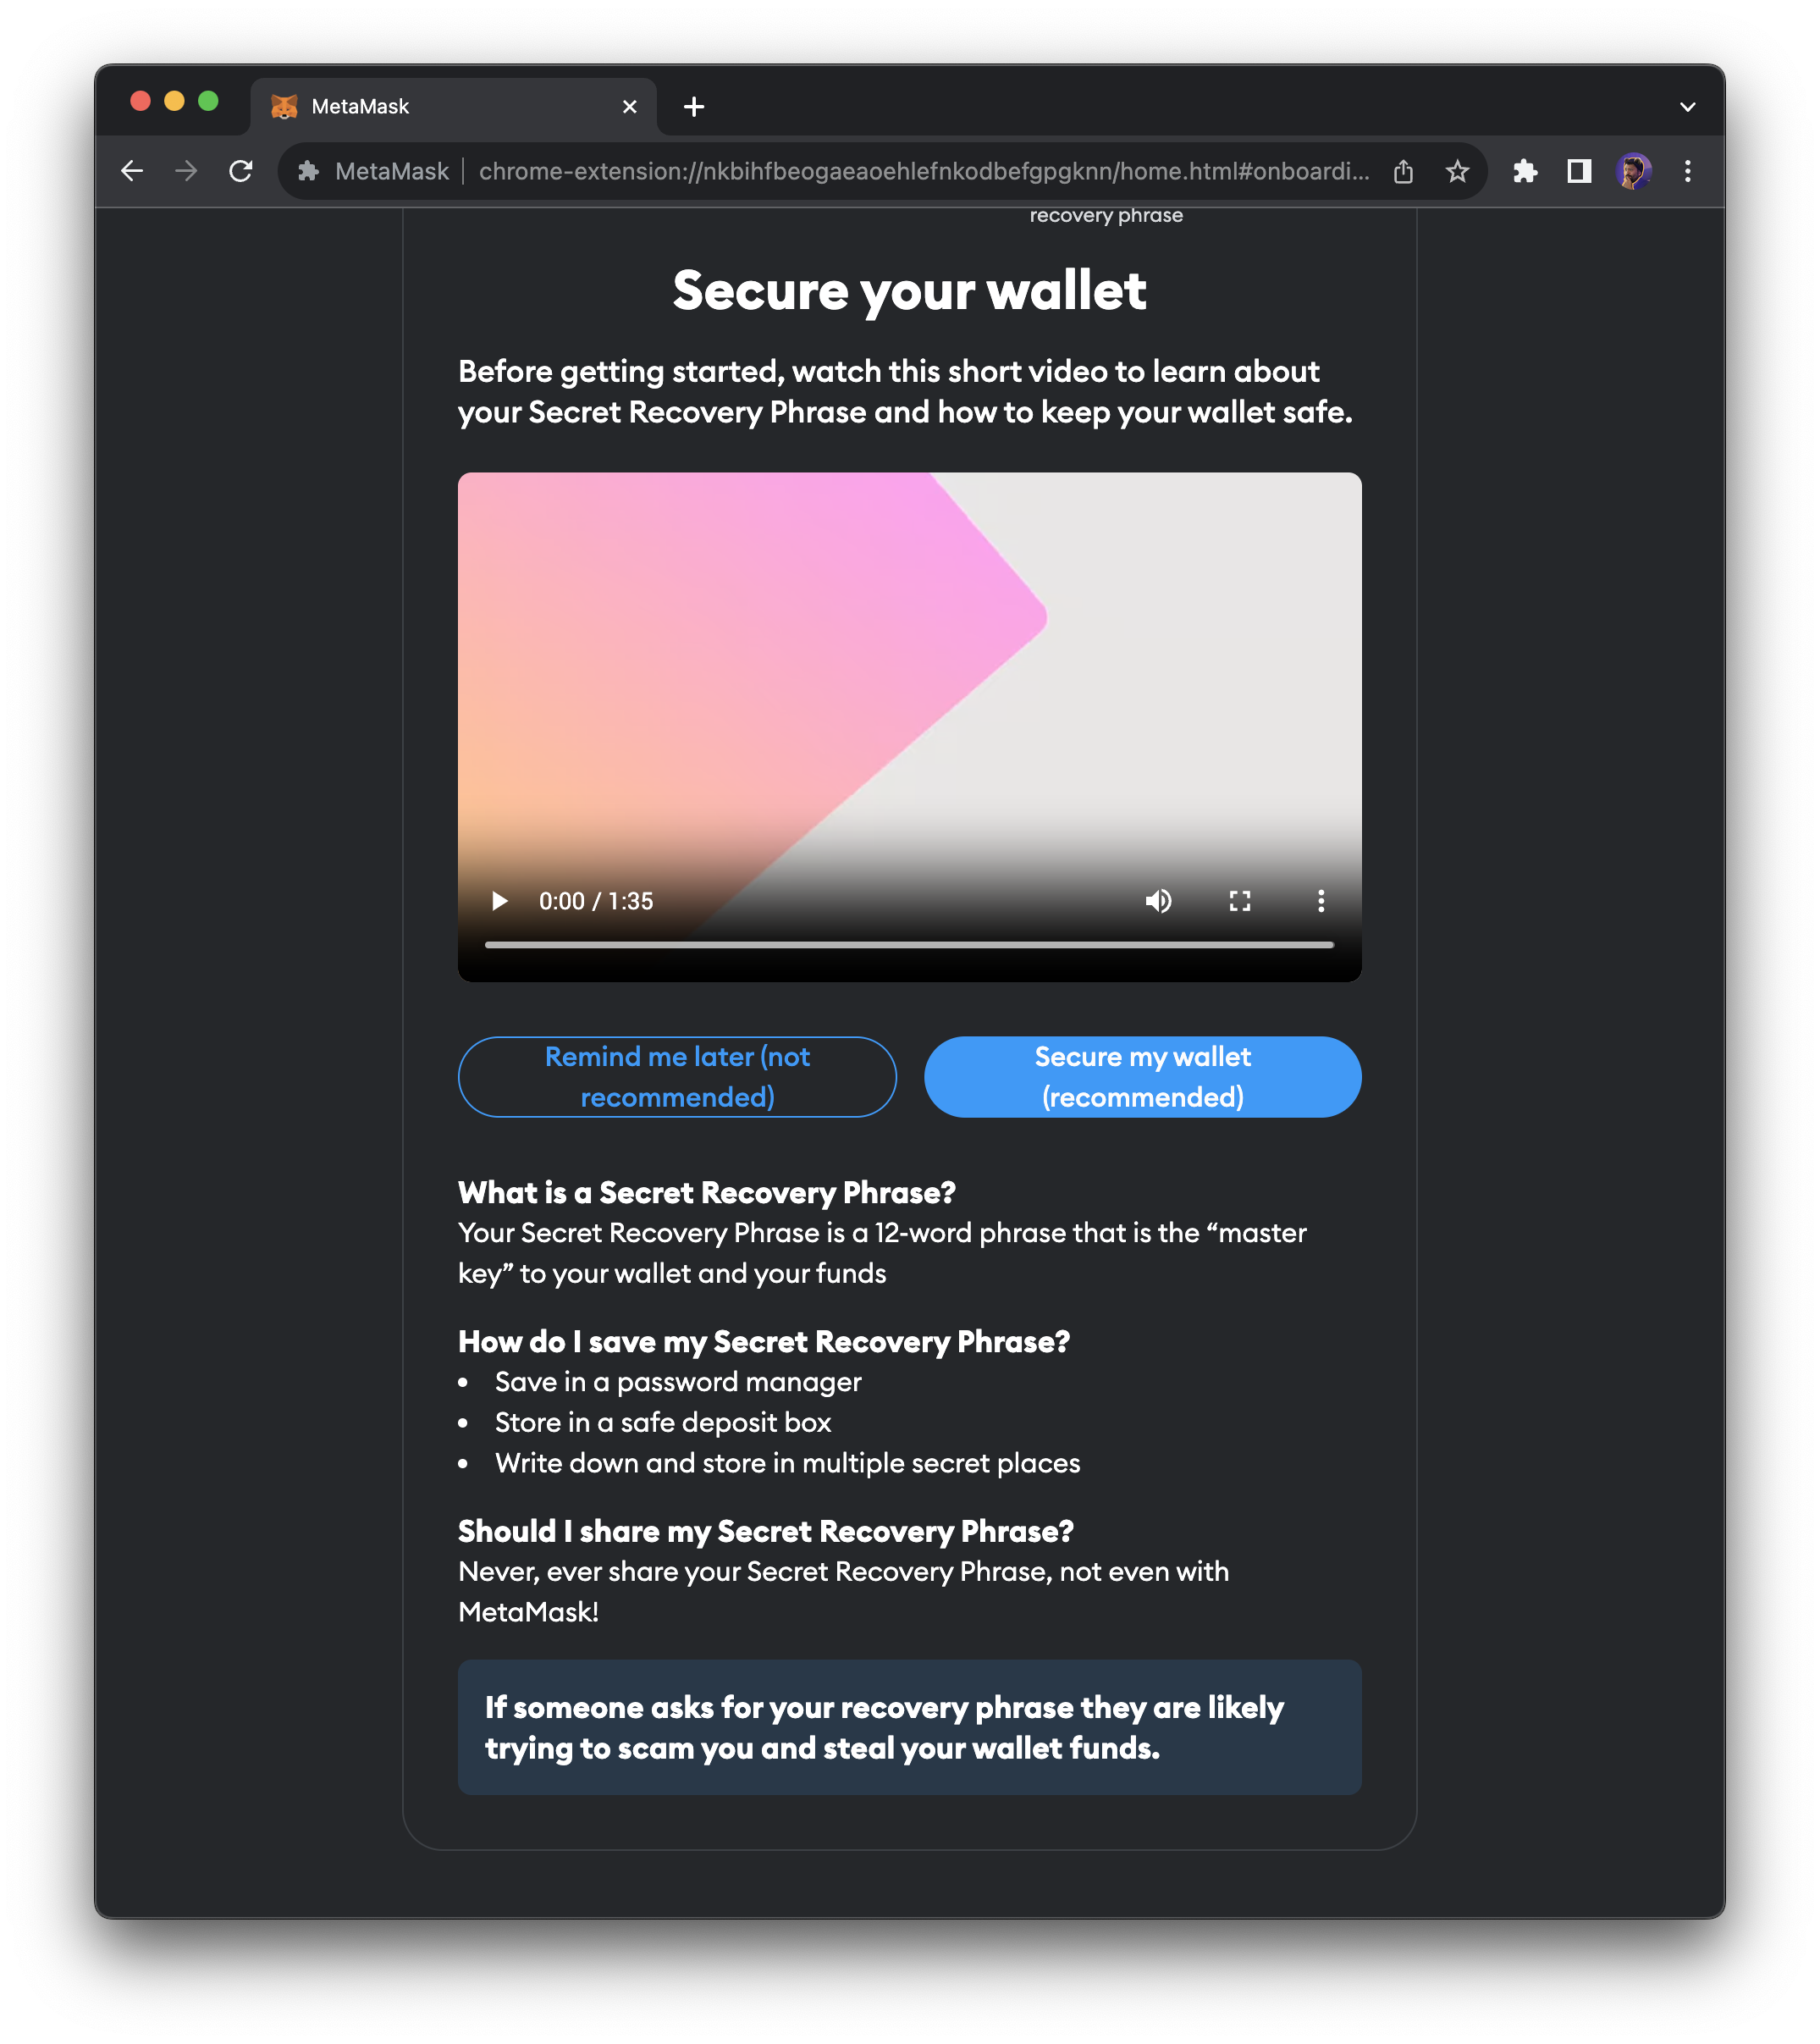 MetaMask
MetaMask chrome-extension://nkbihfbeogaeaoehlefnkodbefgpgknn/home.html#onboardi...
recovery phrase
Secure your wallet
Before getting started, watch this short video to learn about
your Secret Recovery Phrase and how to keep your wallet safe.
0:00 / 1:35
Remind me later (not
recommended)
Secure my wallet
(recommended)
What is a Secret Recovery Phrase?
Your Secret Recovery Phrase is a 12-word phrase that is the “master
key” to your wallet and your funds
How do I save my Secret Recovery Phrase?
• Save in a password manager
• Store in a safe deposit box
• Write down and store in multiple secret places
Should I share my Secret Recovery Phrase?
Never, ever share your Secret Recovery Phrase, not even with
MetaMask!
If someone asks for your recovery phrase they are likely
trying to scam you and steal your wallet funds.